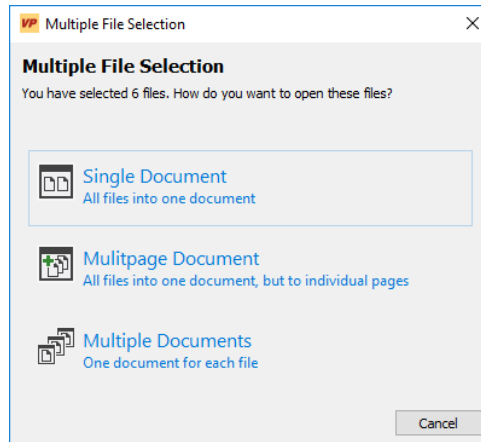 VP Multiple File Selection
Multiple File Selection
You have selected 6 files. How do you want to open these files?
Single Document
All files into one document
Mulitpage Document
All files into one document, but to individual pages
Multiple Documents
One document for each file
Cancel